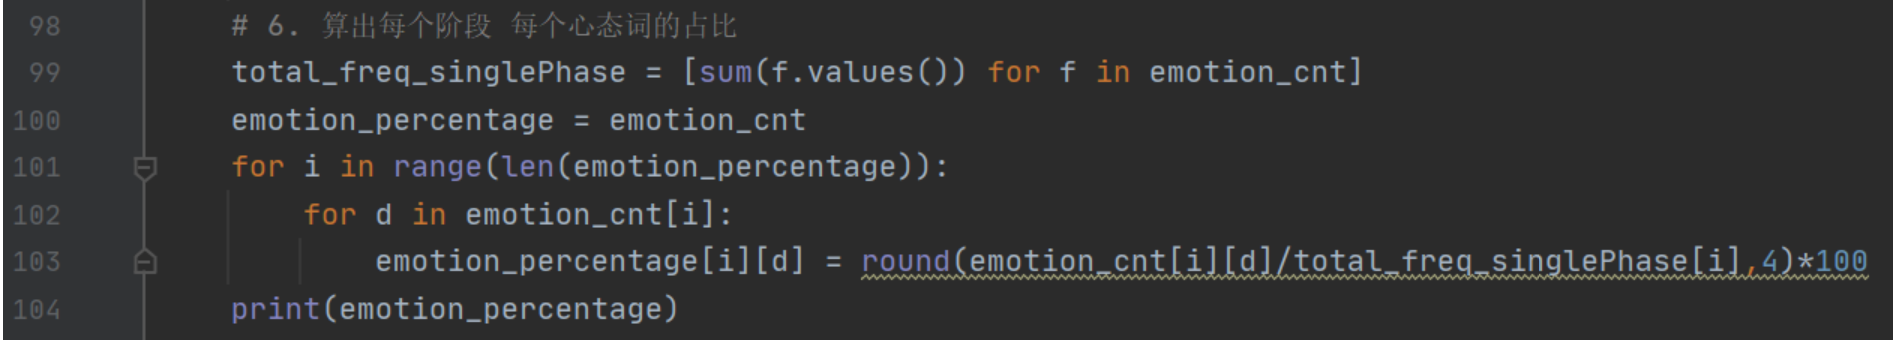 98 # 6. 算出每个阶段 每个心态词的占比
99 total_freq_singlePhase = [sum(f.values()) for f in emotion_cnt]
100 emotion_percentage = emotion_cnt
101 for i in range(len(emotion_percentage)):
102 for d in emotion_cnt[i]:
103 emotion_percentage[i][d] = round(emotion_cnt[i][d]/total_freq_singlePhase[i],4)*100
104 print(emotion_percentage)